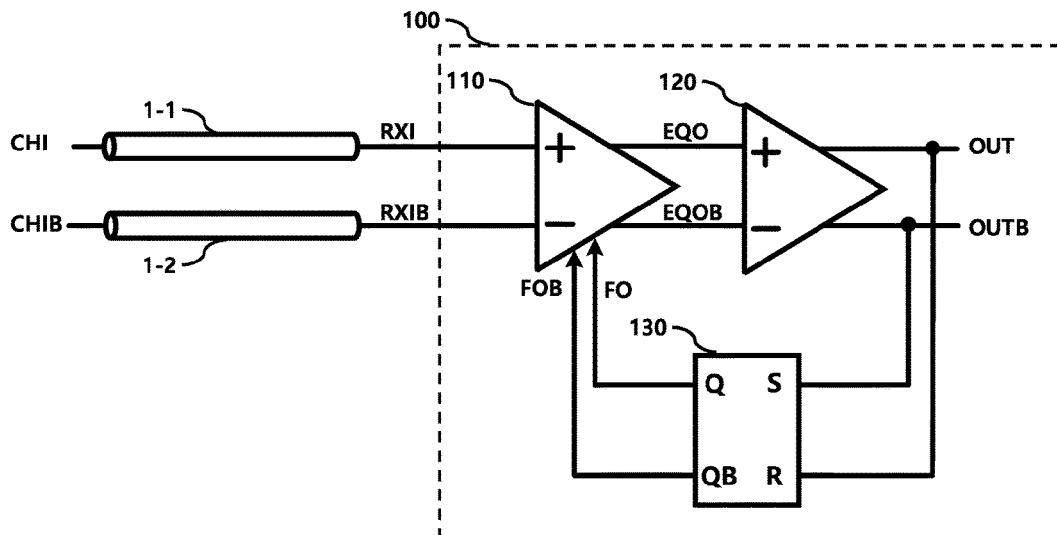 100
110
120
1-1
CHI
RXI
+
EQO
+
OUT
CHIB
RXIB
−
EQOB
−
OUTB
1-2
FOB
FO
130
Q
S
QB
R